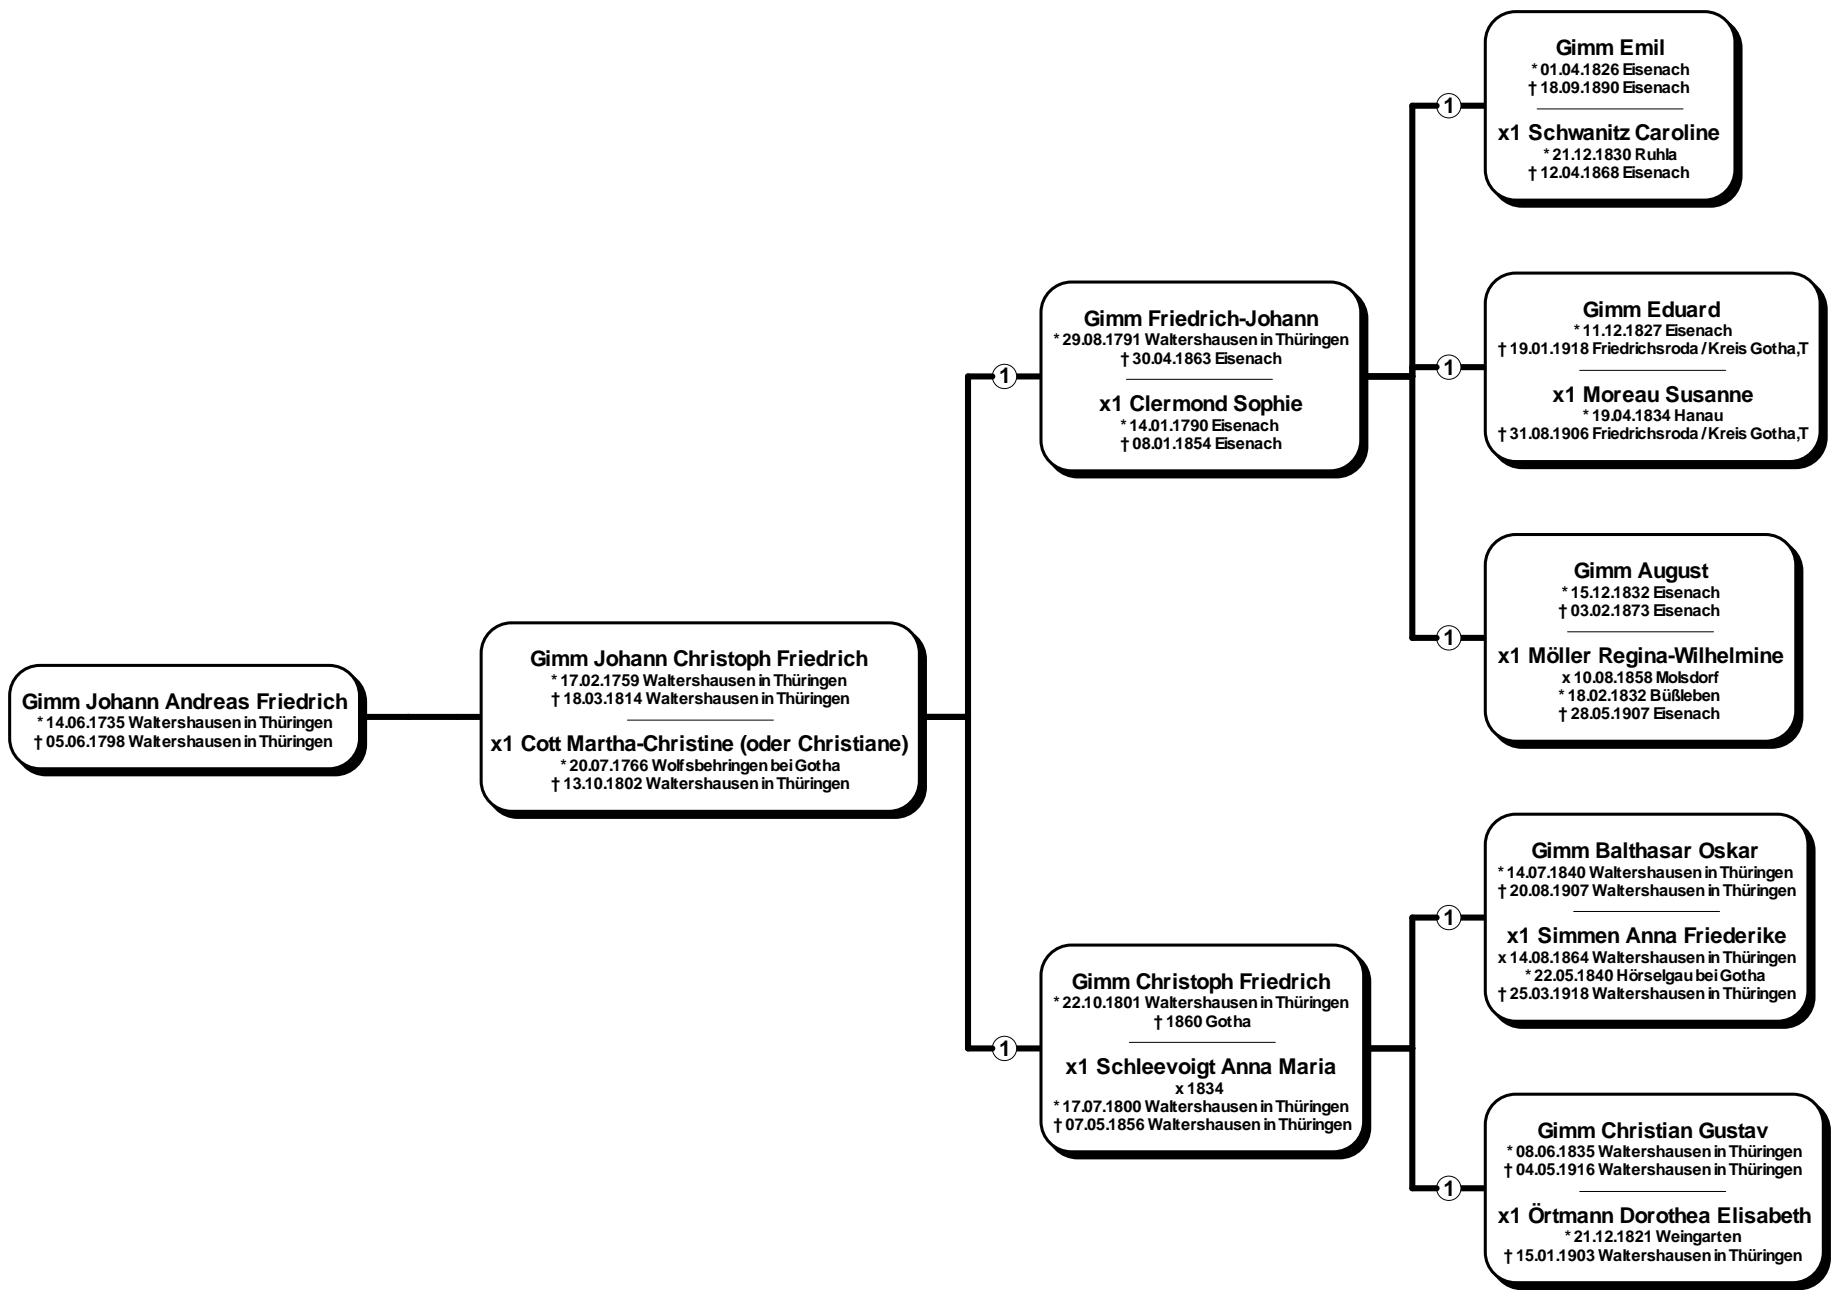 Gimm Johann Andreas Friedrich
* 14.06.1735 Waltershausen in Thüringen
† 05.06.1798 Waltershausen in Thüringen
Gimm Johann Christoph Friedrich
* 17.02.1759 Waltershausen in Thüringen
† 18.03.1814 Waltershausen in Thüringen
x1 Cott Martha-Christine (oder Christiane)
* 20.07.1766 Wolfsbehringen bei Gotha
† 13.10.1802 Waltershausen in Thüringen
1
Gimm Friedrich-Johann
* 29.08.1791 Waltershausen in Thüringen
† 30.04.1863 Eisenach
x1 Clermond Sophie
* 14.01.1790 Eisenach
† 08.01.1854 Eisenach
1
Gimm Emil
* 01.04.1826 Eisenach
† 18.09.1890 Eisenach
x1 Schwanitz Caroline
* 21.12.1830 Ruhla
† 12.04.1868 Eisenach
1
Gimm Eduard
* 11.12.1827 Eisenach
† 19.01.1918 Friedrichsroda / Kreis Gotha,T
x1 Moreau Susanne
* 19.04.1834 Hanau
† 31.08.1906 Friedrichsroda / Kreis Gotha,T
1
Gimm August
* 15.12.1832 Eisenach
† 03.02.1873 Eisenach
x1 Möller Regina-Wilhelmine
x 10.08.1858 Molsdorf
* 18.02.1832 Büßleben
† 28.05.1907 Eisenach
1
Gimm Christoph Friedrich
* 22.10.1801 Waltershausen in Thüringen
† 1860 Gotha
x1 Schleevoigt Anna Maria
x 1834
* 17.07.1800 Waltershausen in Thüringen
† 07.05.1856 Waltershausen in Thüringen
1
Gimm Balthasar Oskar
* 14.07.1840 Waltershausen in Thüringen
† 20.08.1907 Waltershausen in Thüringen
x1 Simmen Anna Friederike
x 14.08.1864 Waltershausen in Thüringen
* 22.05.1840 Hörselgau bei Gotha
† 25.03.1918 Waltershausen in Thüringen
1
Gimm Christian Gustav
* 08.06.1835 Waltershausen in Thüringen
† 04.05.1916 Waltershausen in Thüringen
x1 Örtmann Dorothea Elisabeth
* 21.12.1821 Weingarten
† 15.01.1903 Waltershausen in Thüringen